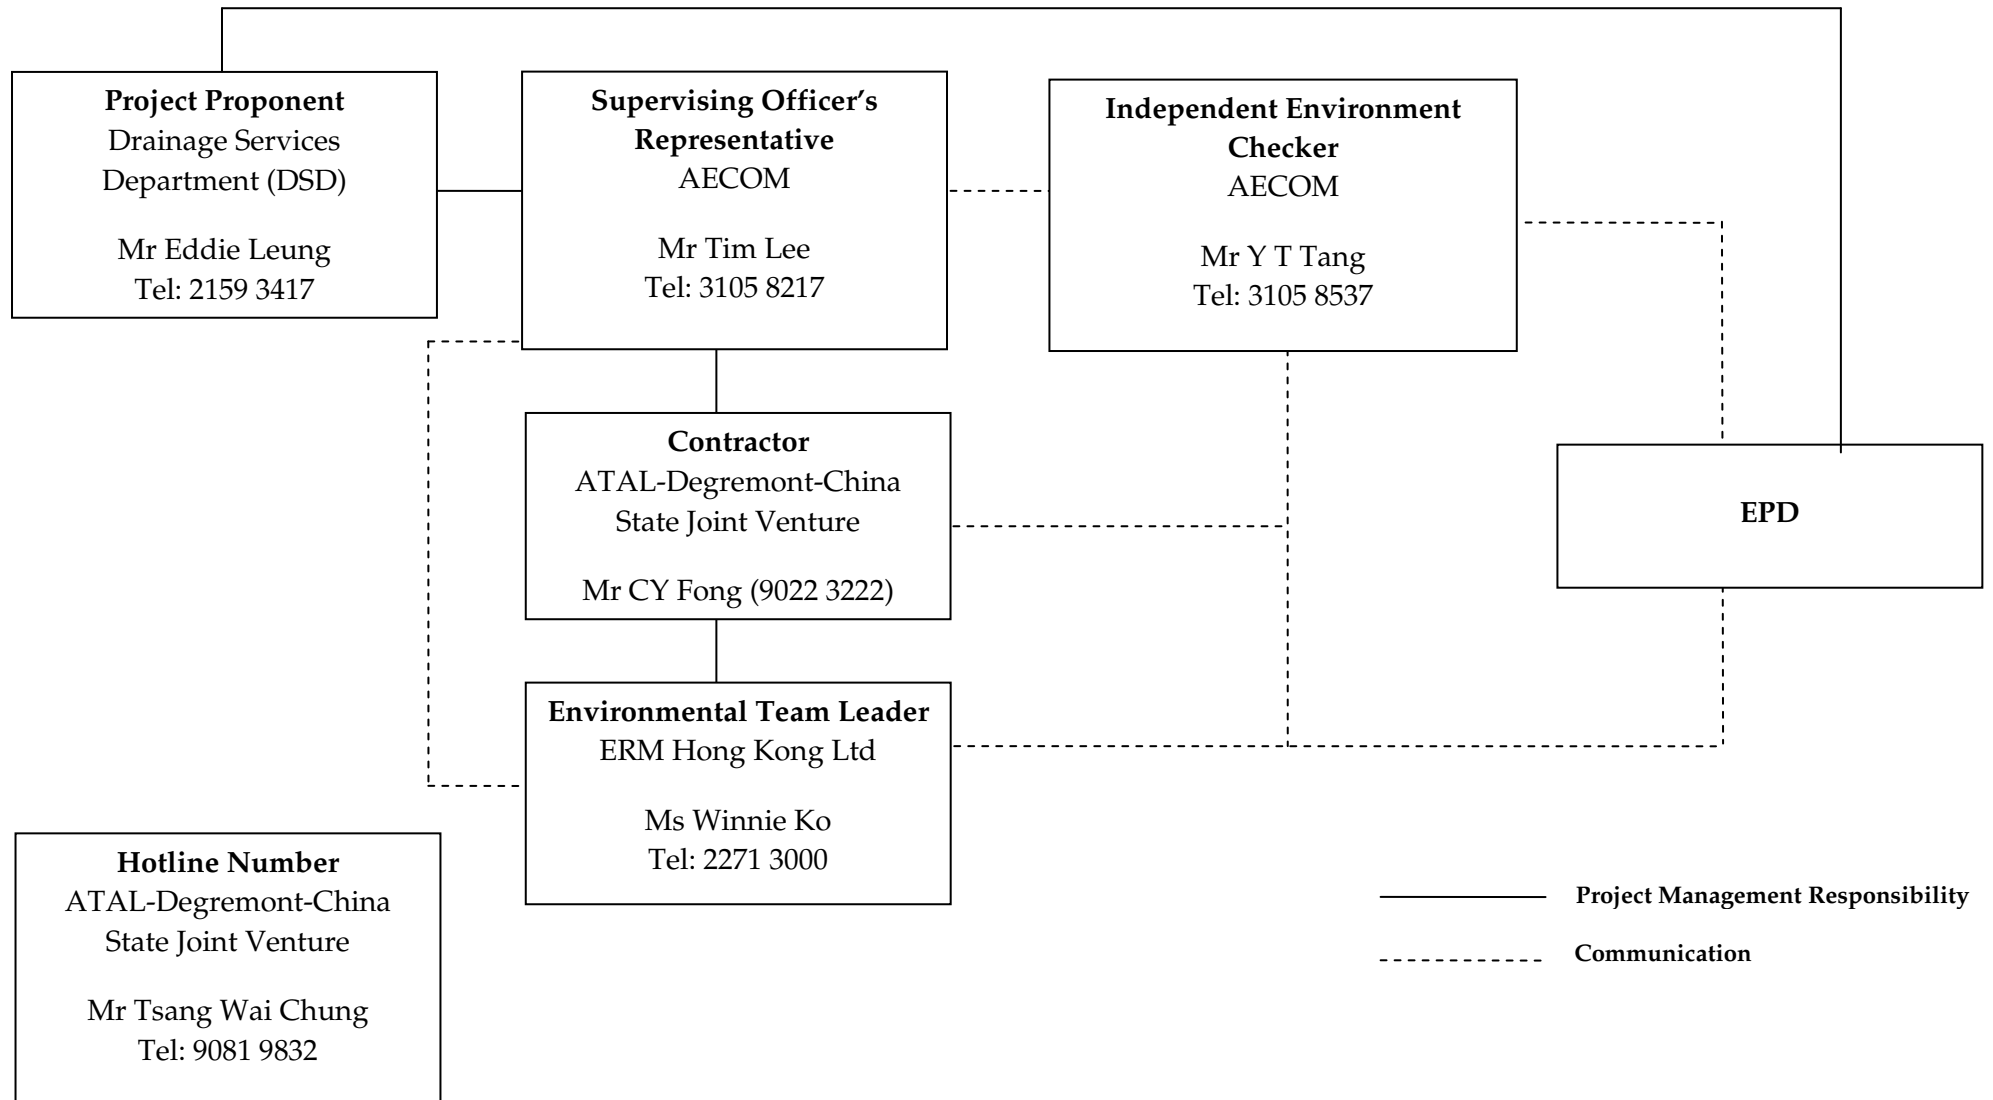 Project Proponent
Drainage Services
Department (DSD)
Mr Eddie Leung
Tel: 2159 3417
Supervising Officer’s
Representative
AECOM
Mr Tim Lee
Tel: 3105 8217
Independent Environment
Checker
AECOM
Mr Y T Tang
Tel: 3105 8537
Contractor
ATAL-Degremont-China
State Joint Venture
Mr CY Fong (9022 3222)
EPD
Environmental Team Leader
ERM Hong Kong Ltd
Ms Winnie Ko
Tel: 2271 3000
Hotline Number
ATAL-Degremont-China
State Joint Venture
Mr Tsang Wai Chung
Tel: 9081 9832
Project Management Responsibility
Communication